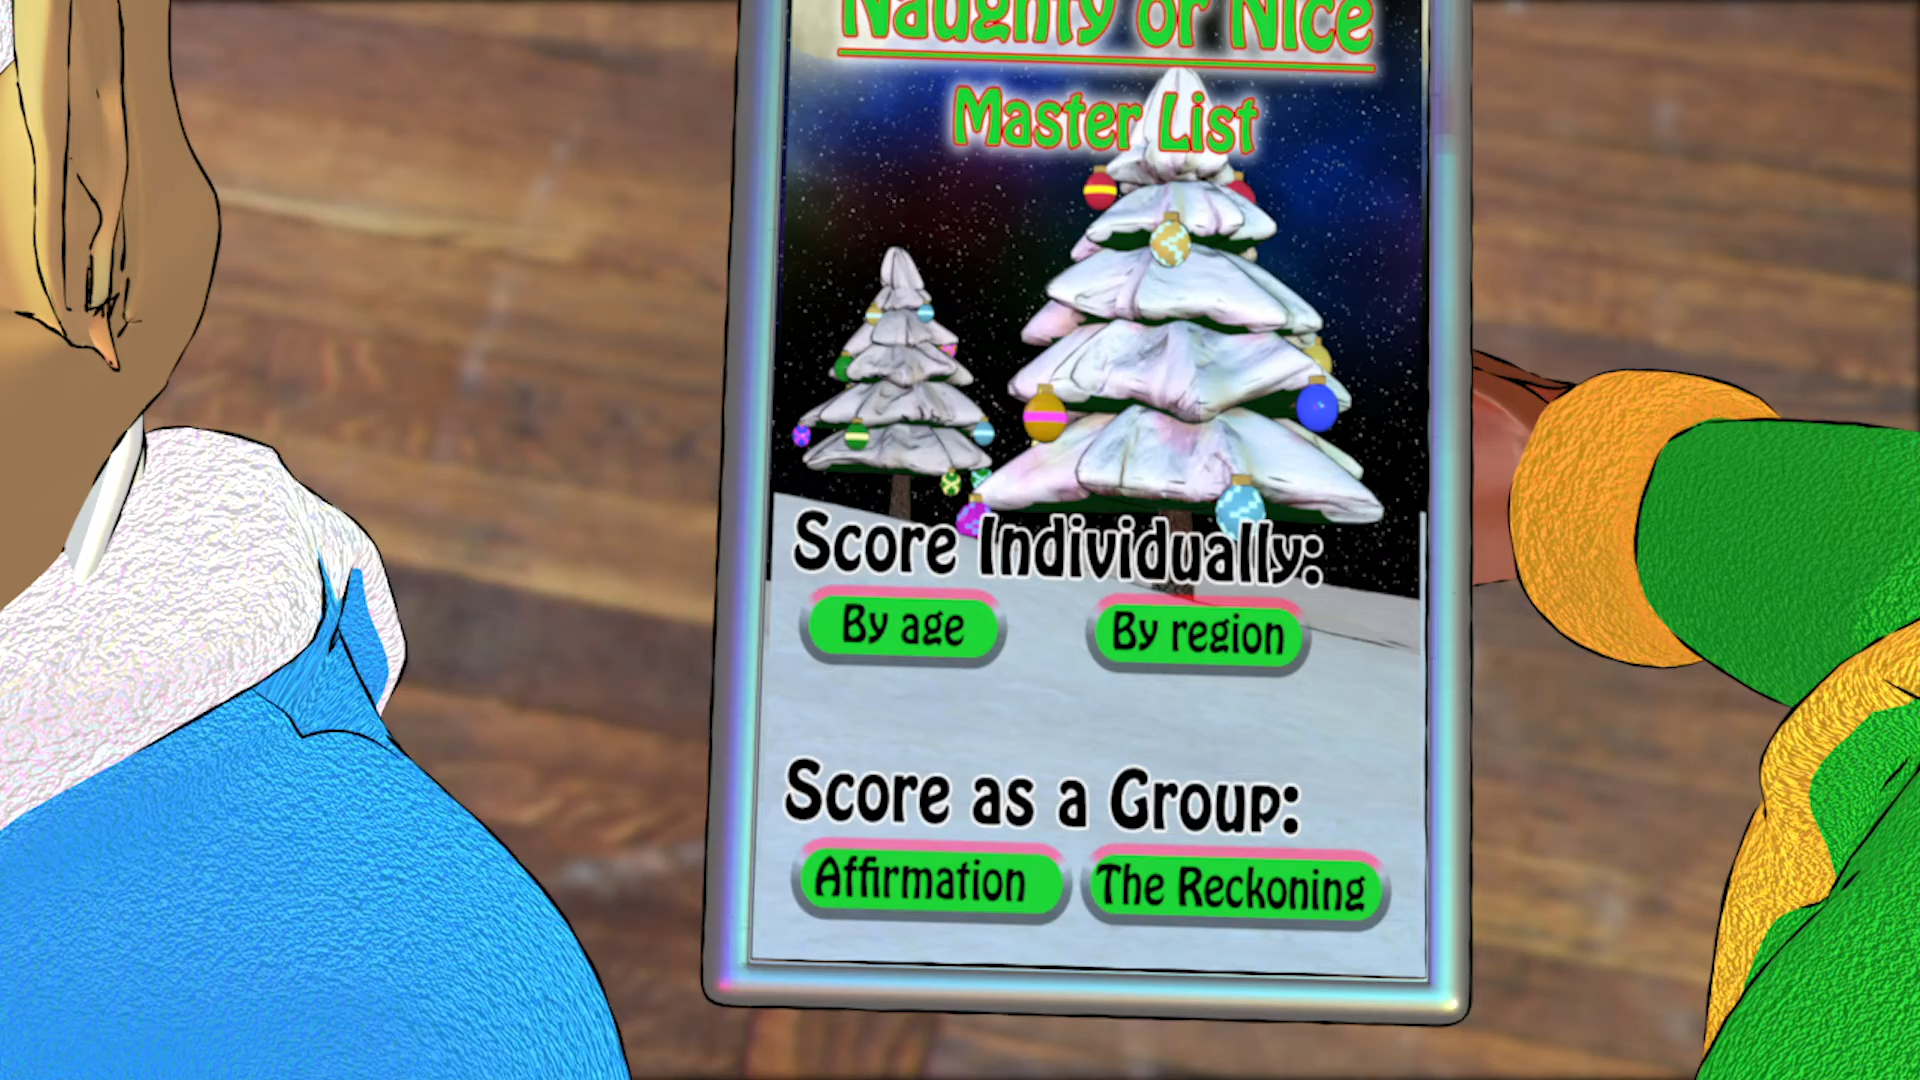 Naughty or Nice
Master List
Score Individually:
By age
By region
Score as a Group:
Affirmation
The Reckoning